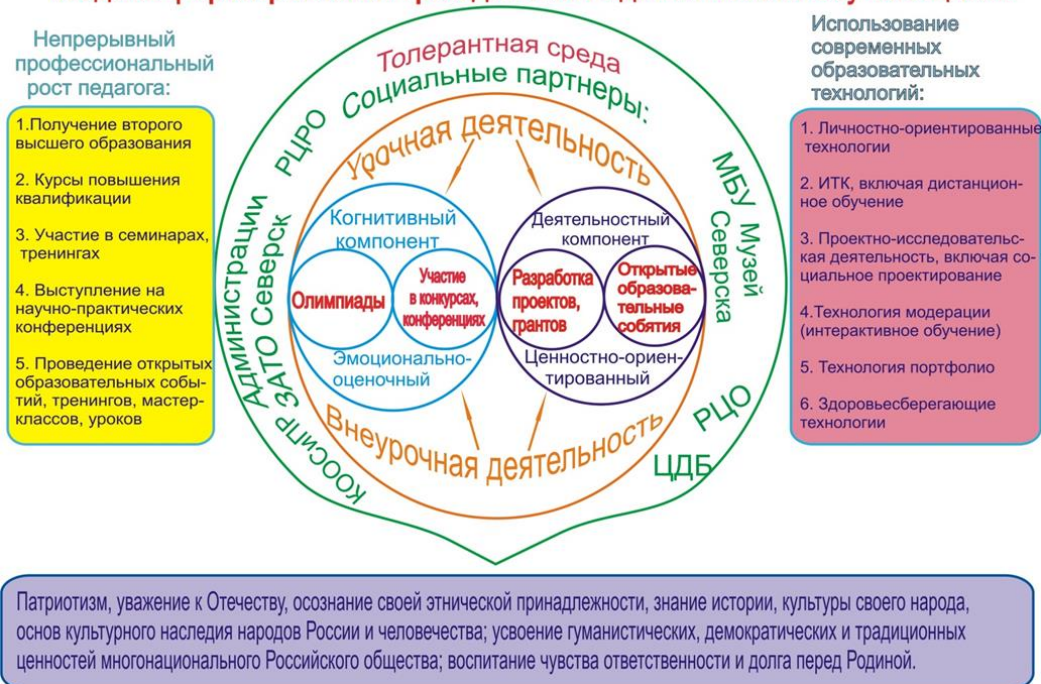 Непрерывный
профессиональный
рост педагога:
1.Получение второго
высшего образования
2. Курсы повышения
квалификации
3. Участие в семинарах,
тренингах
4. Выступление на
научно-практических
конференциях
5. Проведение открытых
образовательных собы-
тий, тренингов, мастер-
классов, уроков
Толерантная среда
Социальные партнеры:
РЦРО
Администрации
ЗАТО Северск
КООСиПР
МБУ Музей
Северска
РЦО
ЦДБ
Урочная деятельность
Когнитивный
компонент
Олимпиады
Участие
в конкурсах,
конференциях
Эмоционально-
оценочный
Деятельностный
компонент
Разработка
проектов,
грантов
Открытые
образова-
тельные
собятия
Ценностно-ориен-
тированный
Внеурочная деятельность
Использование
современных
образовательных
технологий:
1. Личностно-ориентированные
технологии
2. ИТК, включая дистанцион-
ное обучение
3. Проектно-исследовательс-
кая деятельность, включая со-
циальное проектирование
4.Технология модерации
(интерактивное обучение)
5. Технология портфолио
6. Здоровьесберегающие
технологии
Патриотизм, уважение к Отечеству, осознание своей этнической принадлежности, знание истории, культуры своего народа,
основ культурного наследия народов России и человечества; усвоение гуманистических, демократических и традиционных
ценностей многонационального Российского общества; воспитание чувства ответственности и долга перед Родиной.